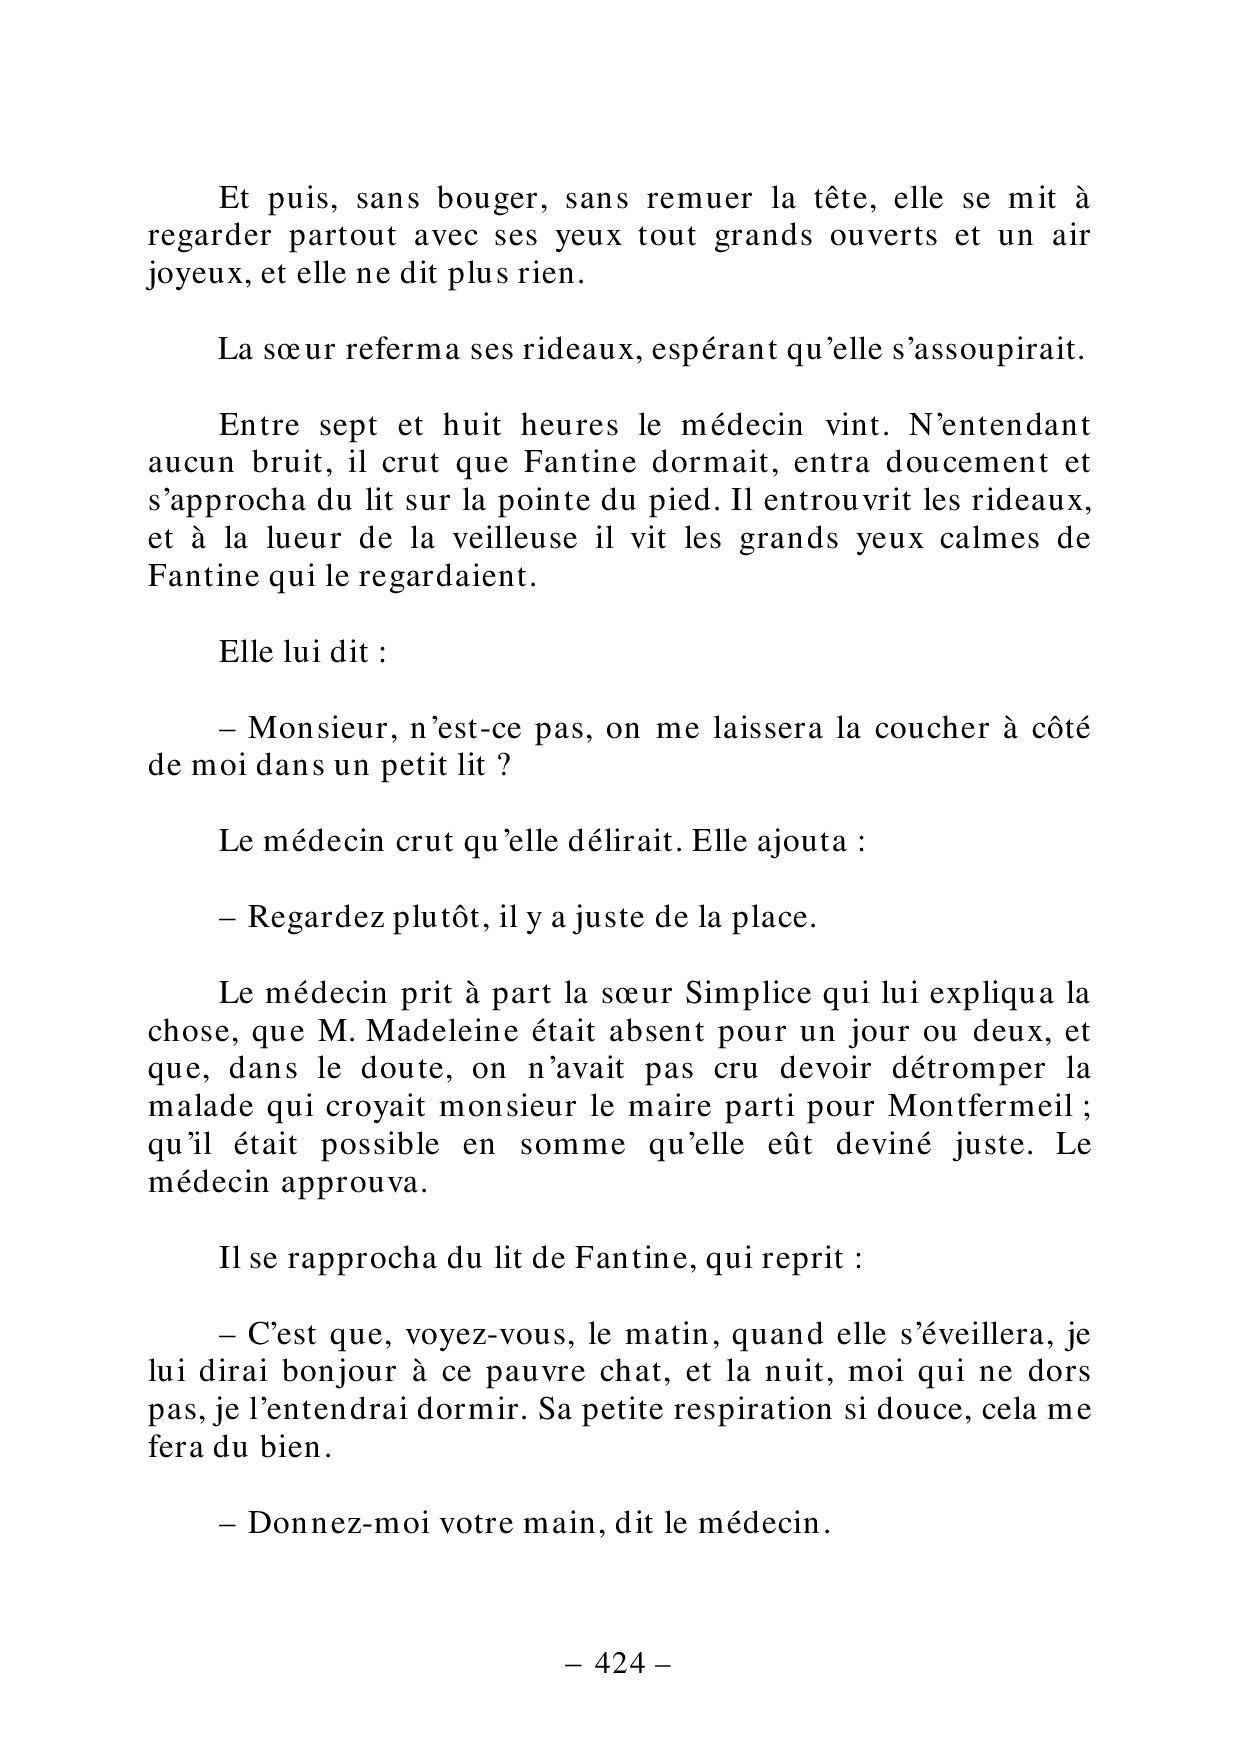 Et puis, sans bouger, sans remuer la tête, elle se mit à
regarder partout avec ses yeux tout grands ouverts et un air
joyeux, et elle ne dit plus rien.
La sœur referma ses rideaux, espérant qu’elle s’assoupirait.
Entre sept et huit heures le médecin vint. N’entendant
aucun bruit, il crut que Fantine dormait, entra doucement et
s’approcha du lit sur la pointe du pied. Il entrouvrit les rideaux,
et à la lueur de la veilleuse il vit les grands yeux calmes de
Fantine qui le regardaient.
Elle lui dit :
– Monsieur, n’est-ce pas, on me laissera la coucher à côté
de moi dans un petit lit ?
Le médecin crut qu’elle délirait. Elle ajouta :
– Regardez plutôt, il y a juste de la place.
Le médecin prit à part la sœur Simplice qui lui expliqua la
chose, que M. Madeleine était absent pour un jour ou deux, et
que, dans le doute, on n’avait pas cru devoir détromper la
malade qui croyait monsieur le maire parti pour Montfermeil ;
qu’il était possible en somme qu’elle eût deviné juste. Le
médecin approuva.
Il se rapprocha du lit de Fantine, qui reprit :
– C’est que, voyez-vous, le matin, quand elle s’éveillera, je
lui dirai bonjour à ce pauvre chat, et la nuit, moi qui ne dors
pas, je l’entendrai dormir. Sa petite respiration si douce, cela me
fera du bien.
– Donnez-moi votre main, dit le médecin.
– 424 –